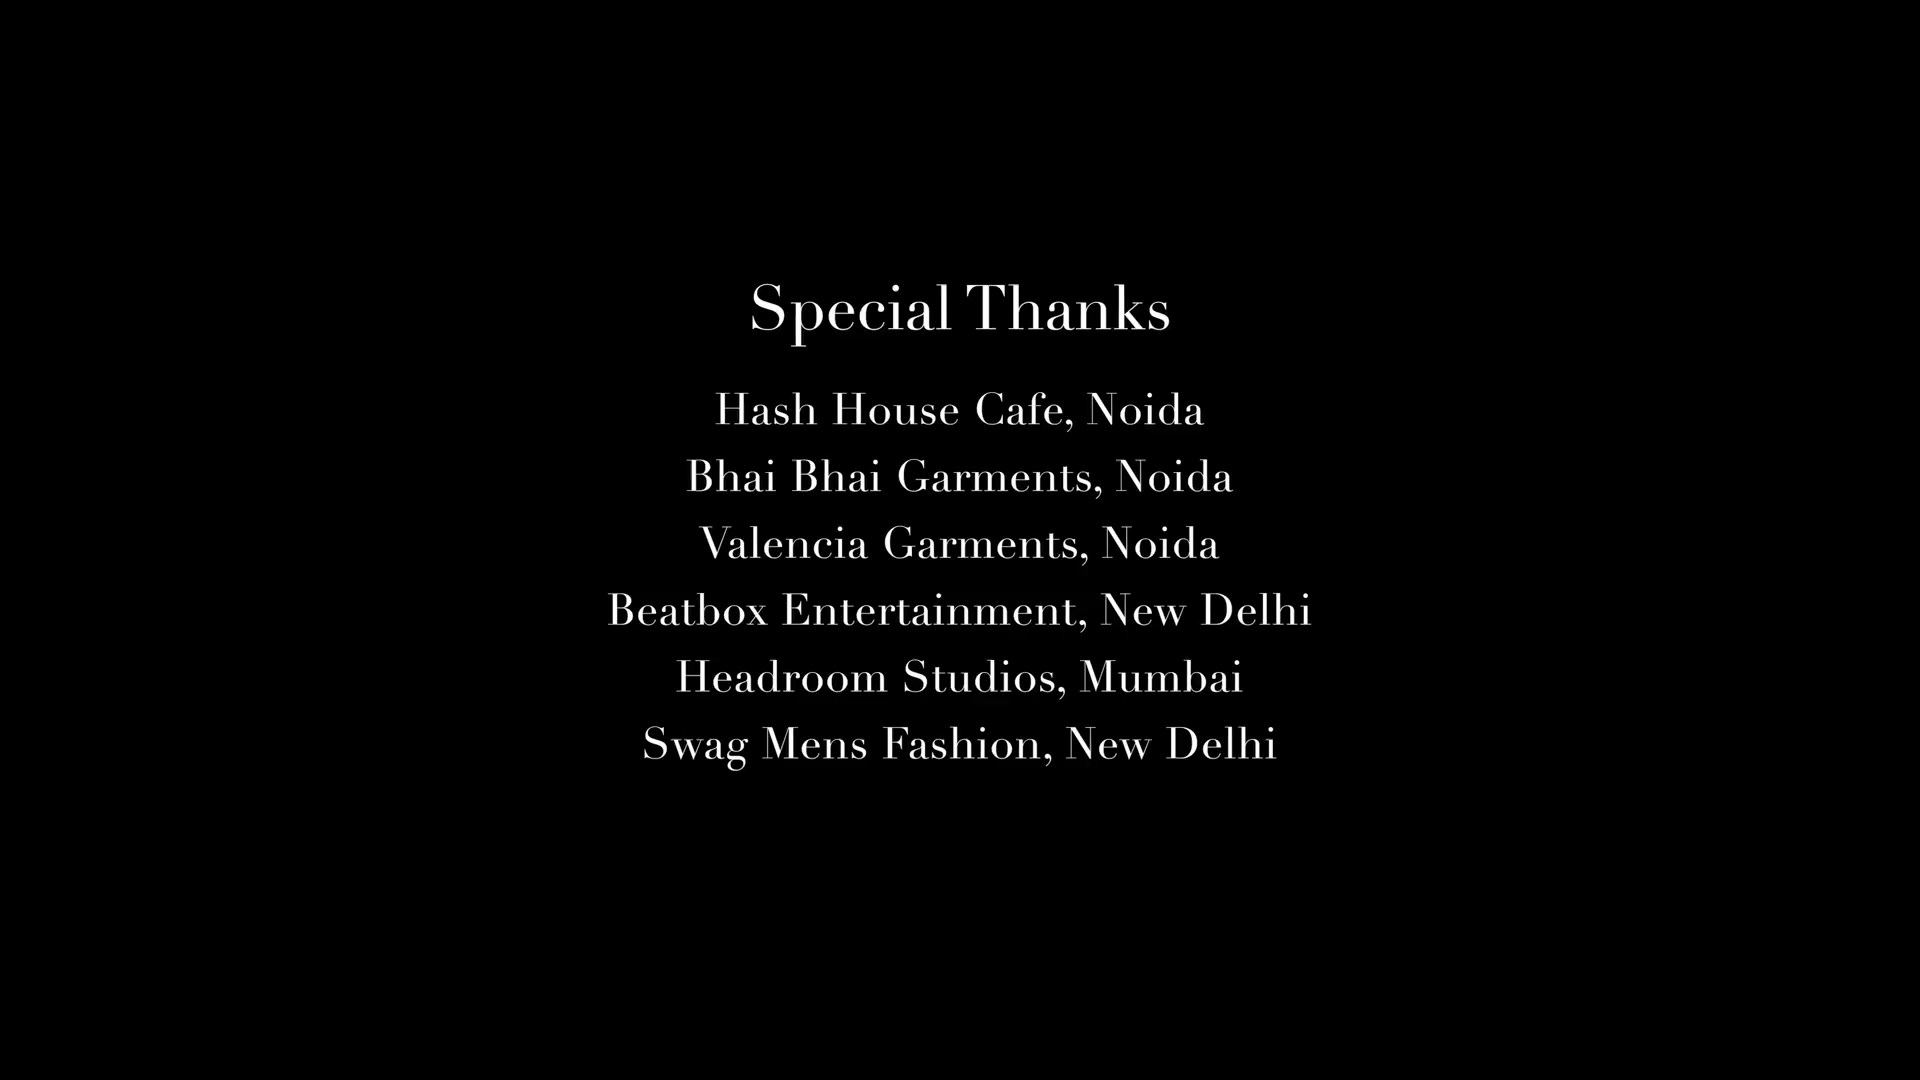 Special Thanks
Hash House Cafe, Noida
Bhai Bhai Garments, Noida
Valencia Garments, Noida
Beatbox Entertainment, New Delhi
Headroom Studios, Mumbai
Swag Mens Fashion, New Delhi